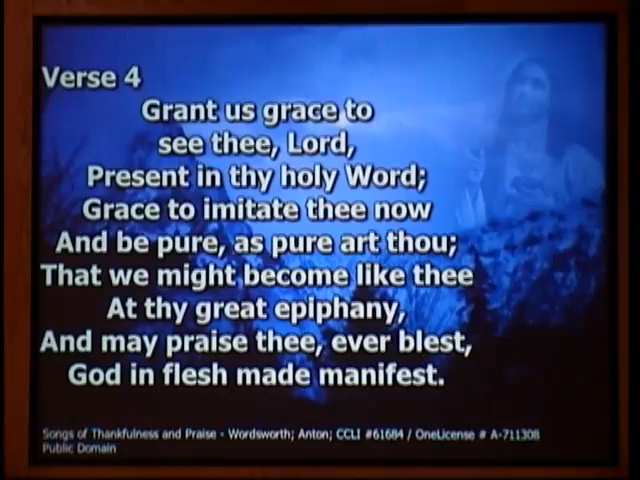 Verse 4
Grant us grace to
see thee, Lord,
Present in thy holy Word;
Grace to imitate thee now
And be pure, as pure art thou;
That we might become like thee
At thy great epiphany,
And may praise thee, ever blest,
God in flesh made manifest.
Songs of Thankfulness and Praise - Wordsworth; Anton; CCLI #61684 / OneLicense # A-711308
Public Domain